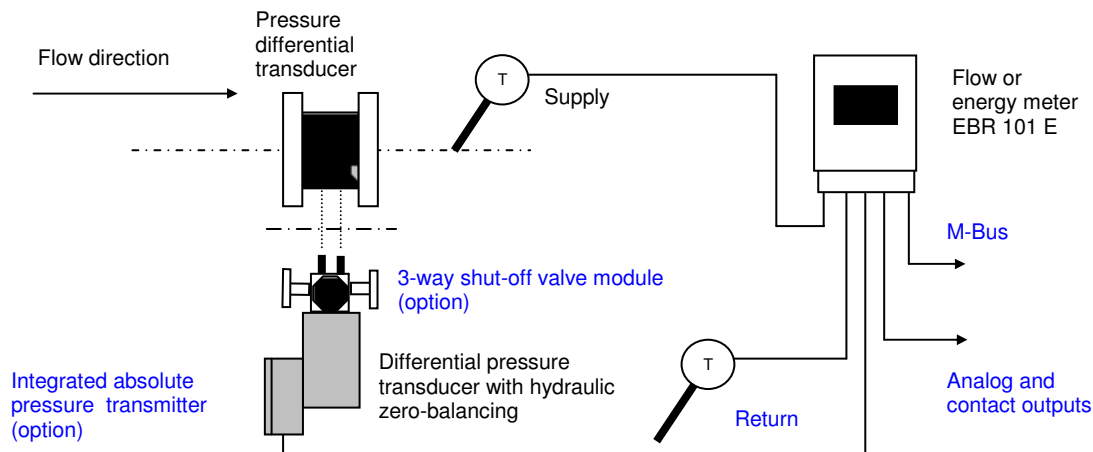 Flow direction
Pressure
differential
transducer
T
Supply
Flow or
energy meter
EBR 101 E
M-Bus
3-way shut-off valve module
(option)
Integrated absolute
pressure transmitter
(option)
Differential pressure
transducer with hydraulic
zero-balancing
T
Return
Analog and
contact outputs